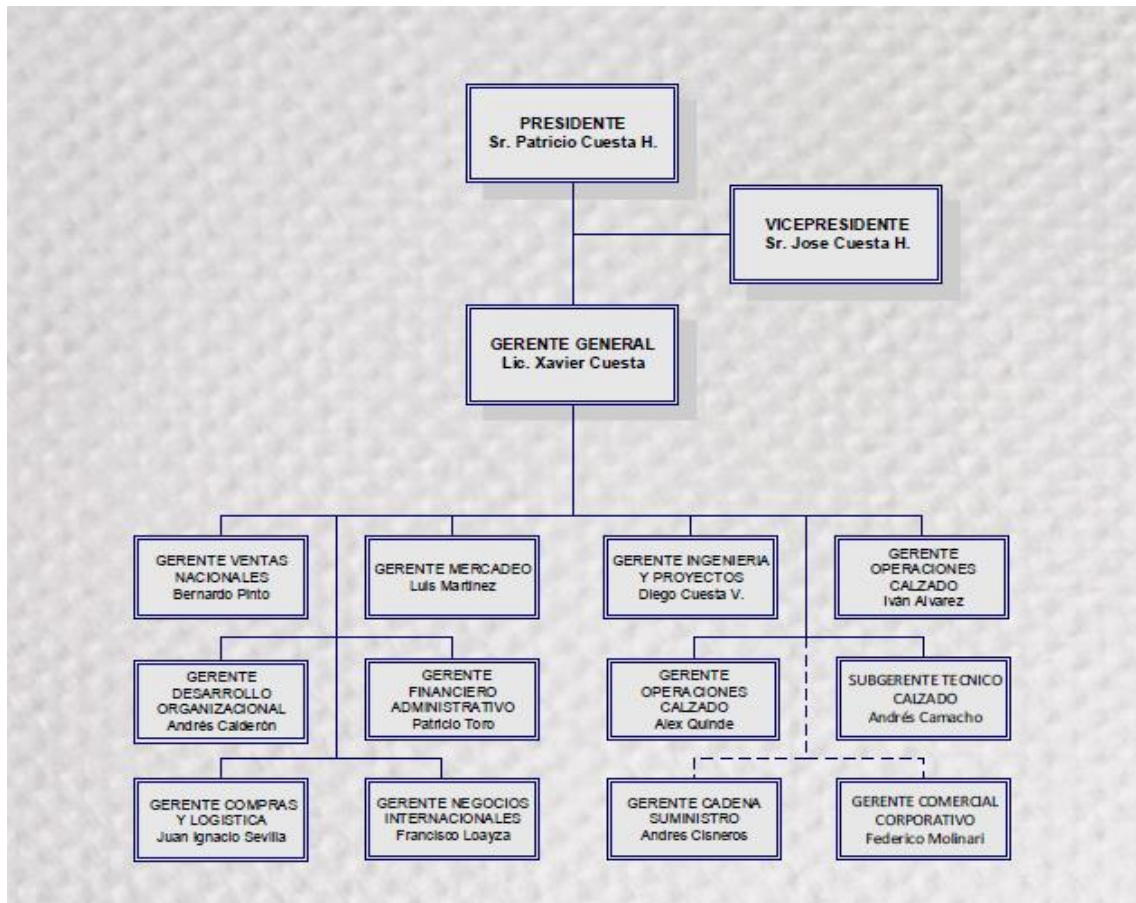 PRESIDENTE
Sr. Patricio Cuesta H.
VICEPRESIDENTE
Sr. Jose Cuesta H.
GERENTE GENERAL
Lic. Xavier Cuesta
GERENTE VENTAS
NACIONALES
Bernardo Pinto
GERENTE MERCADEO
Luis Martinez
GERENTE INGENIERIA
Y PROYECTOS
Diego Cuesta V.
GERENTE
OPERACIONES
CALZADO
Iván Alvarez
GERENTE
DESARROLLO
ORGANIZACIONAL
Andrés Calderón
GERENTE
FINANCIERO
ADMINISTRATIVO
Patricio Toro
GERENTE
OPERACIONES
CALZADO
Alex Quinde
SUBGERENTE TECNICO
CALZADO
Andrés Camacho
GERENTE COMPRAS
Y LOGISTICA
Juan Ignacio Sevilla
GERENTE NEGOCIOS
INTERNACIONALES
Francisco Loayza
GERENTE CADENA
SUMINISTRO
Andres Cisneros
GERENTE COMERCIAL
CORPORATIVO
Federico Molinari